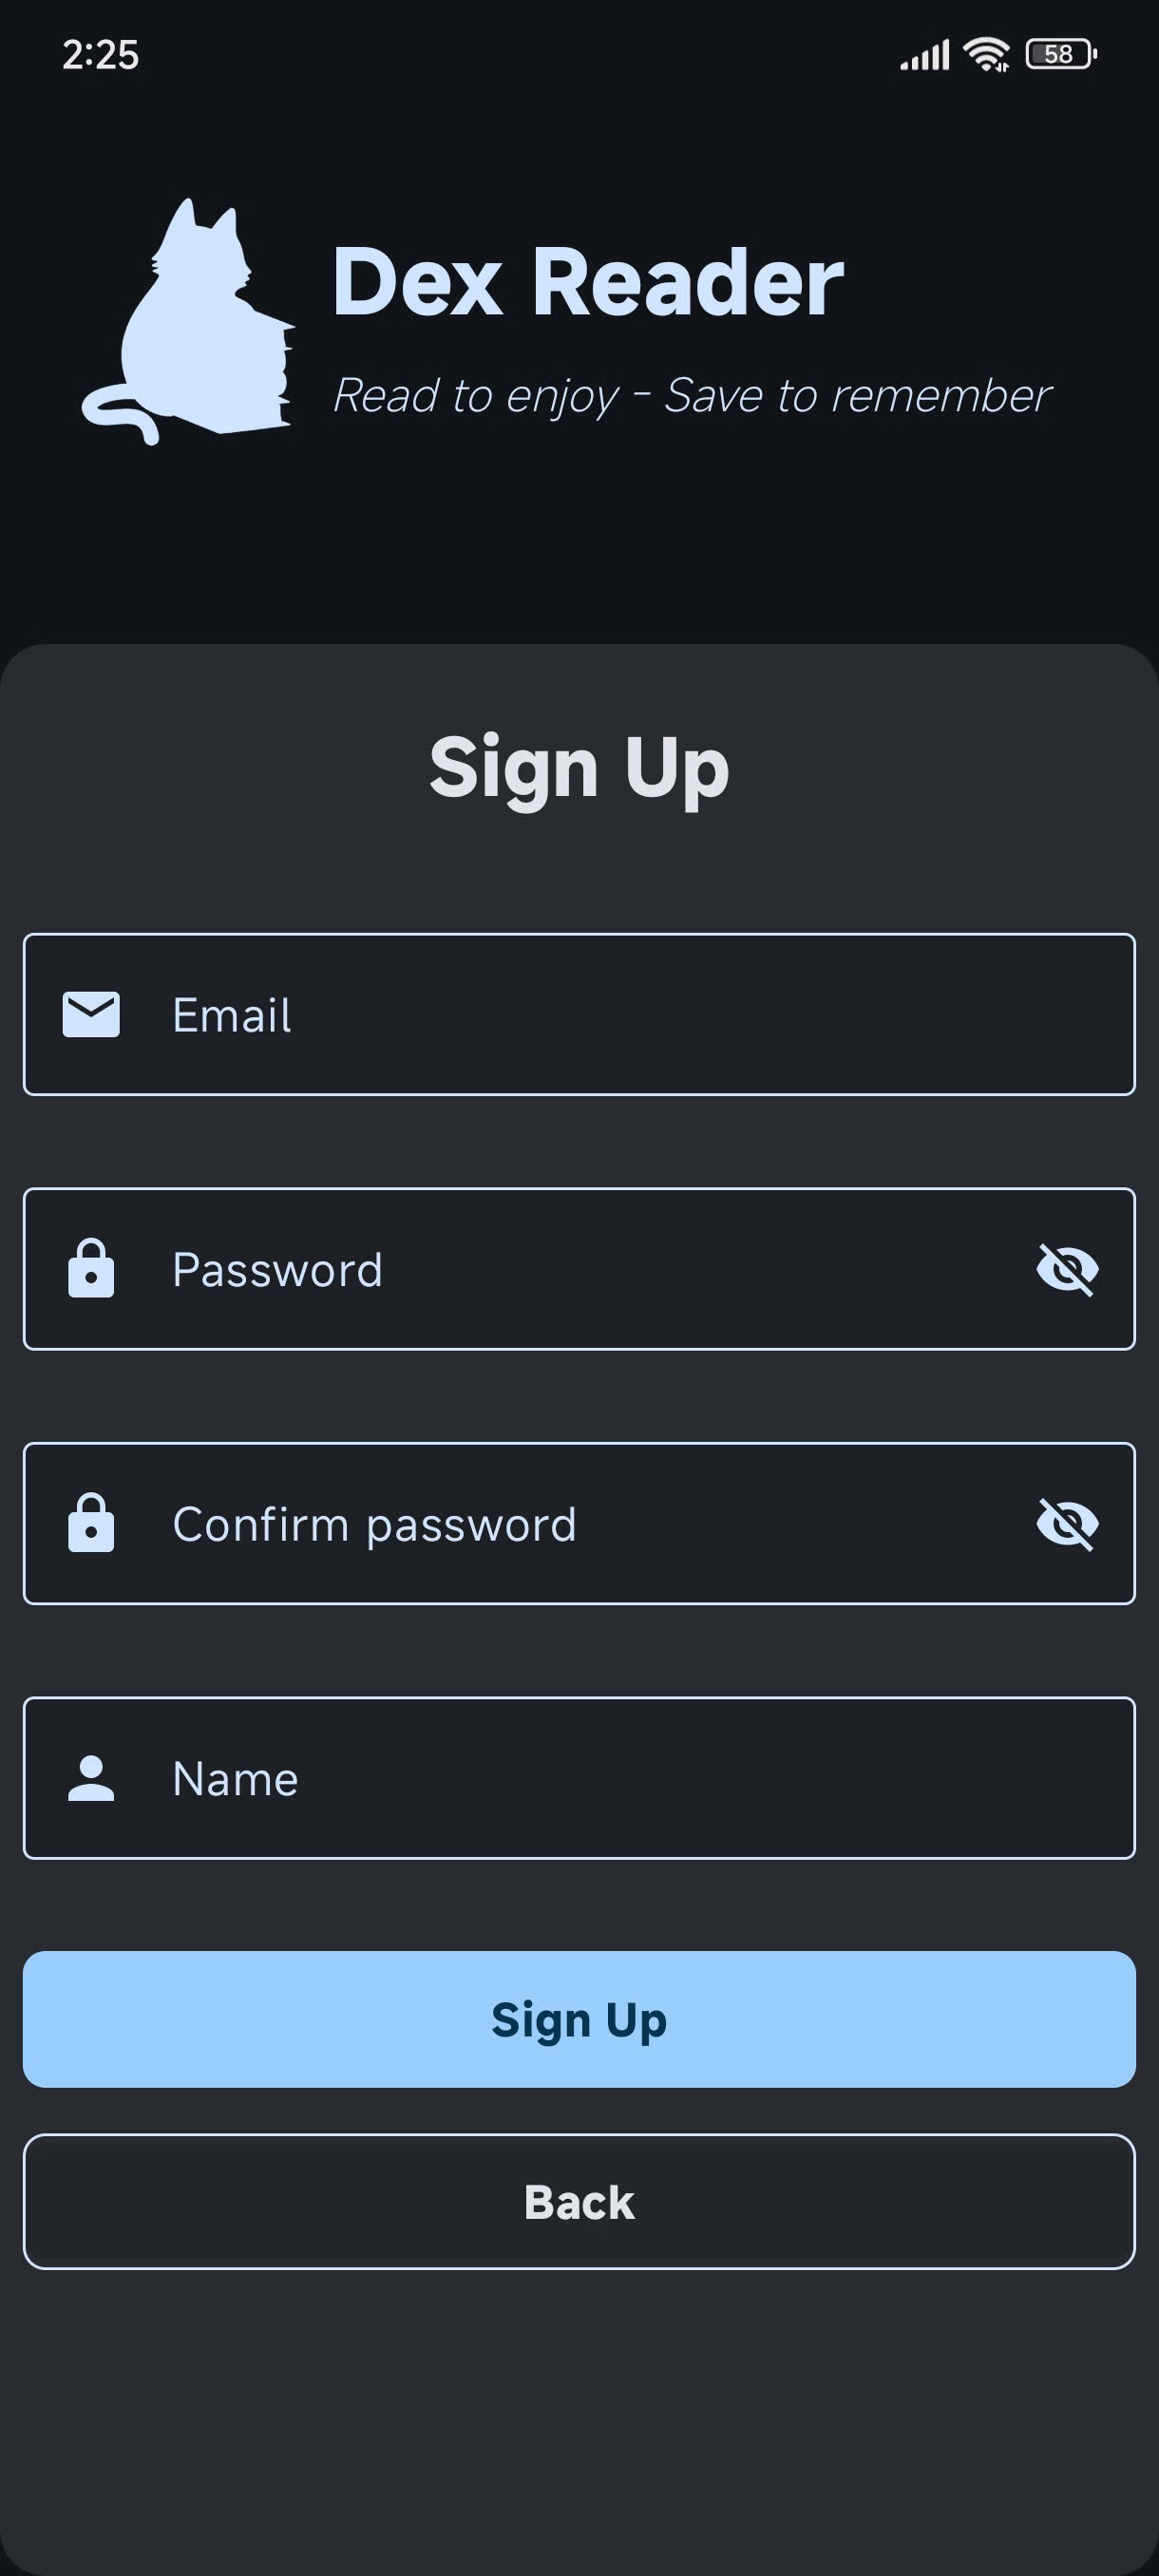 2:25
58
Dex Reader
Read to enjoy - Save to remember
Sign Up
Email
Password
Confirm password
Name
Sign Up
Back